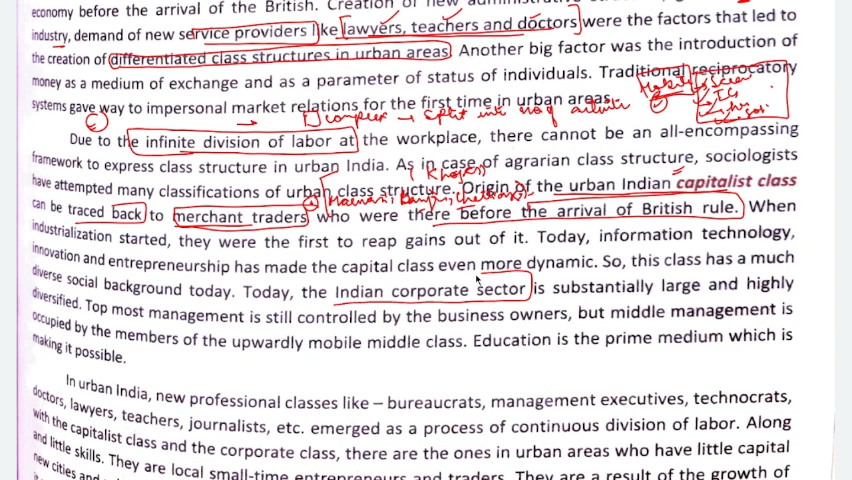 economy before the arrival of the British. Creation of new
industry, demand of new service providers like lawyers, teachers and doctors were the factors that led to
the creation of differentiated class structures in urban areas. Another big factor was the introduction of
money as a medium of exchange and as a parameter of status of individuals. Traditional reciprocatory
systems gave way to impersonal market relations for the first time in urban areas.
complex → split into
Due to the infinite division of labor at the workplace, there cannot be an all-encompassing
framework to express class structure in urban India. As in case of agrarian class structure, sociologists
have attempted many classifications of urban class structure. Origin of the urban Indian capitalist class
can be traced back to merchant traders who were there before the arrival of British rule. When
industrialization started, they were the first to reap gains out of it. Today, information technology,
innovation and entrepreneurship has made the capital class even more dynamic. So, this class has a much
diverse social background today. Today, the Indian corporate sector is substantially large and highly
diversified. Top most management is still controlled by the business owners, but middle management is
occupied by the members of the upwardly mobile middle class. Education is the prime medium which is
making it possible.
In urban India, new professional classes like – bureaucrats, management executives, technocrats,
doctors, lawyers, teachers, journalists, etc. emerged as a process of continuous division of labor. Along
with the capitalist class and the corporate class, there are the ones in urban areas who have little capital
and little skills. They are local small-time entrepreneurs and traders. They are a result of the growth of
new cities and